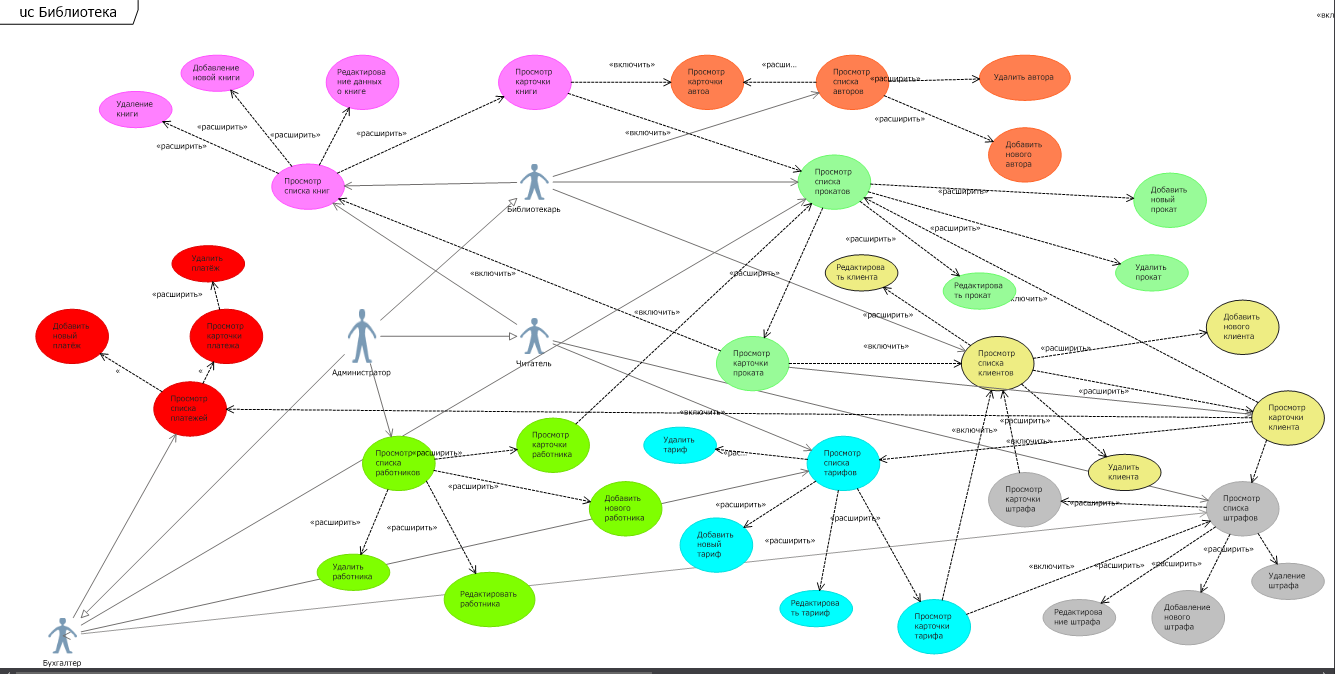 uc Библиотека
«вкл
Добавление
новой книги
Удаление
книги
Редактирова
ние данных
о книге
Просмотр
карточки
книги
«включить»
Просмотр
карточки
автоа
«расши...
Просмотр
списка
авторов
«расширить»
Удалить автора
«расширить»
Добавить
нового
автора
«расширить»
«расширить»
«расширить»
«включить»
Просмотр
списка книг
Библиотекарь
Просмотр
списка
прокатов
«расширить»
Добавить
новый
прокат
«расширить»
«расширить»
Удалить
прокат
Удалить
платёж
«расширить»
«включить»
«расширить»
Редактирова
ть клиента
Редактирова
ть прокат
ключить»
Добавить
новый
платёж
Просмотр
карточки
платежа
«
«
Администратор
Читатель
«включить»
«расширить»
Добавить
нового
клиента
Просмотр
карточки
проката
«включить»
Просмотр
списка
клиентов
«расширить»
«расширить»
Просмотр
списка
платежей
«включить»
«расширить»
«включить»
«включить»
Просмотр
карточки
клиента
Просмотр
списка
работников
«расширить»
Просмотр
карточки
работника
Удалить
тариф
«рас...
Просмотр
списка
тарифов
Удалить
клиента
«расширить»
Добавить
нового
работника
«расширить»
«расширить»
«расширить»
«расширить»
Просмотр
карточки
штрафа
«расширить»
Просмотр
списка
штрафов
Добавить
новый
тариф
«расширить»
«расширить»
Удалить
работника
Редактировать
работника
«включить»
«расширить»
«расширить»
Удаление
штрафа
Редактирова
ть тарииф
Просмотр
карточки
тарифа
Редактирова
ние штрафа
Добавление
нового
штрафа
Бухгалтер